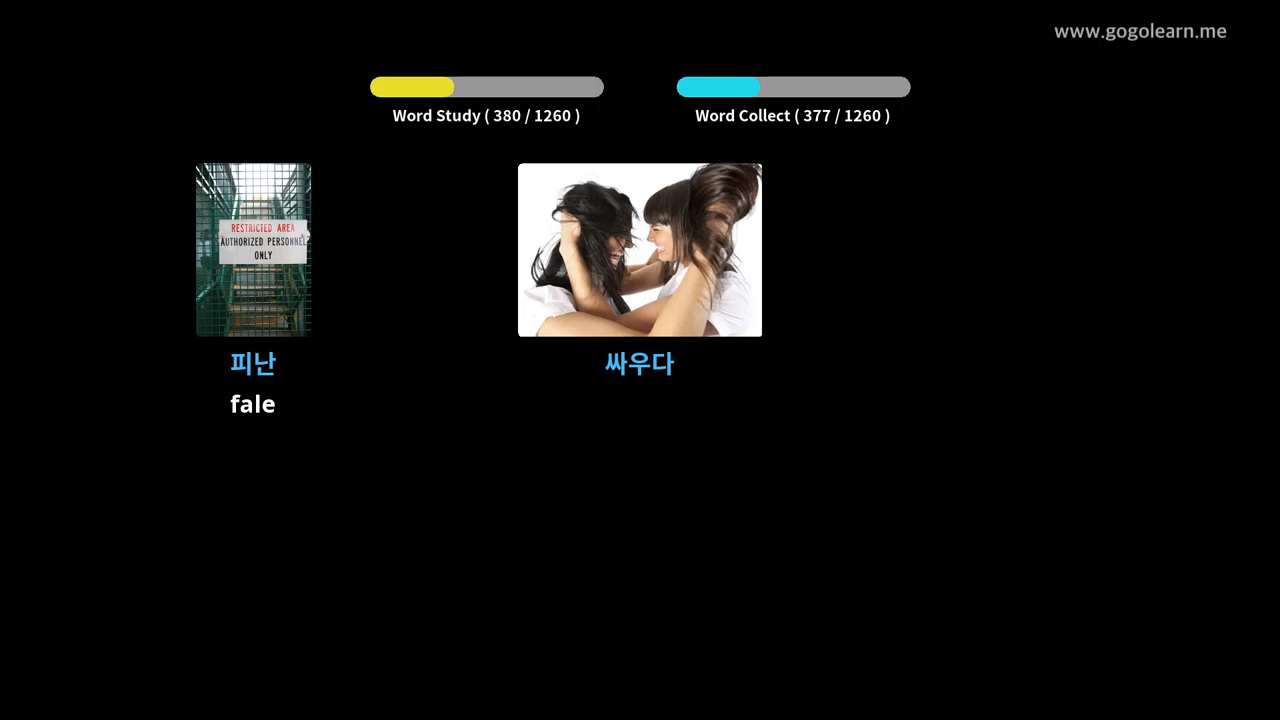 www.gogolearn.me
Word Study ( 380 / 1260 )
Word Collect ( 377 / 1260 )
RESTRICTED AREA
AUTHORIZED PERSONNEL
ONLY
피난
싸우다
fale